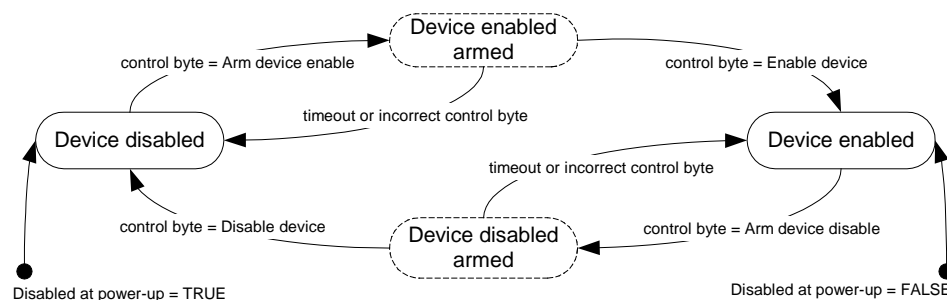 Device enabled
armed
control byte = Arm device enable
control byte = Enable device
timeout or incorrect control byte
Device disabled
Device enabled
timeout or incorrect control byte
control byte = Disable device
Device disabled
armed
control byte = Arm device disable
Disabled at power-up = TRUE
Disabled at power-up = FALSE